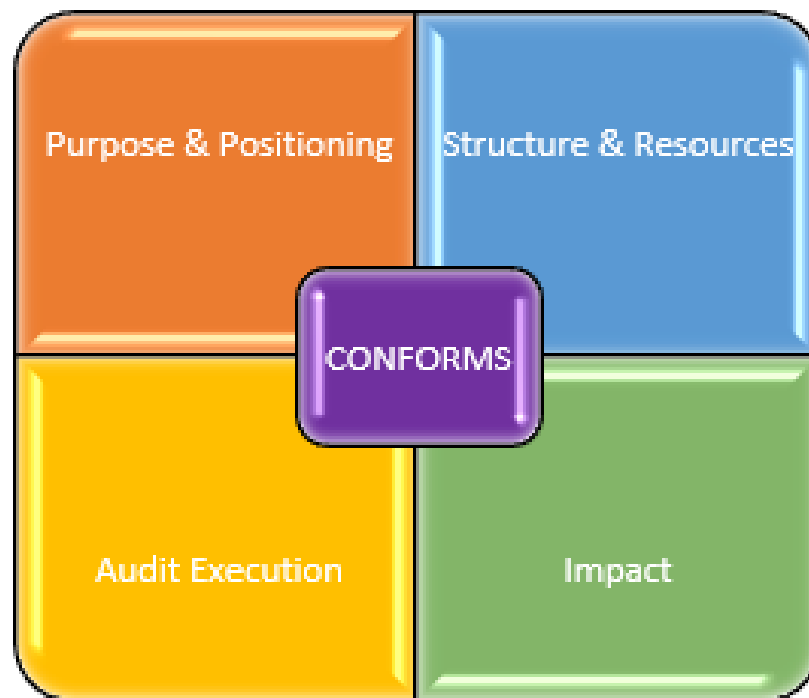 Purpose & Positioning
Structure & Resources
CONFORMS
Audit Execution
Impact